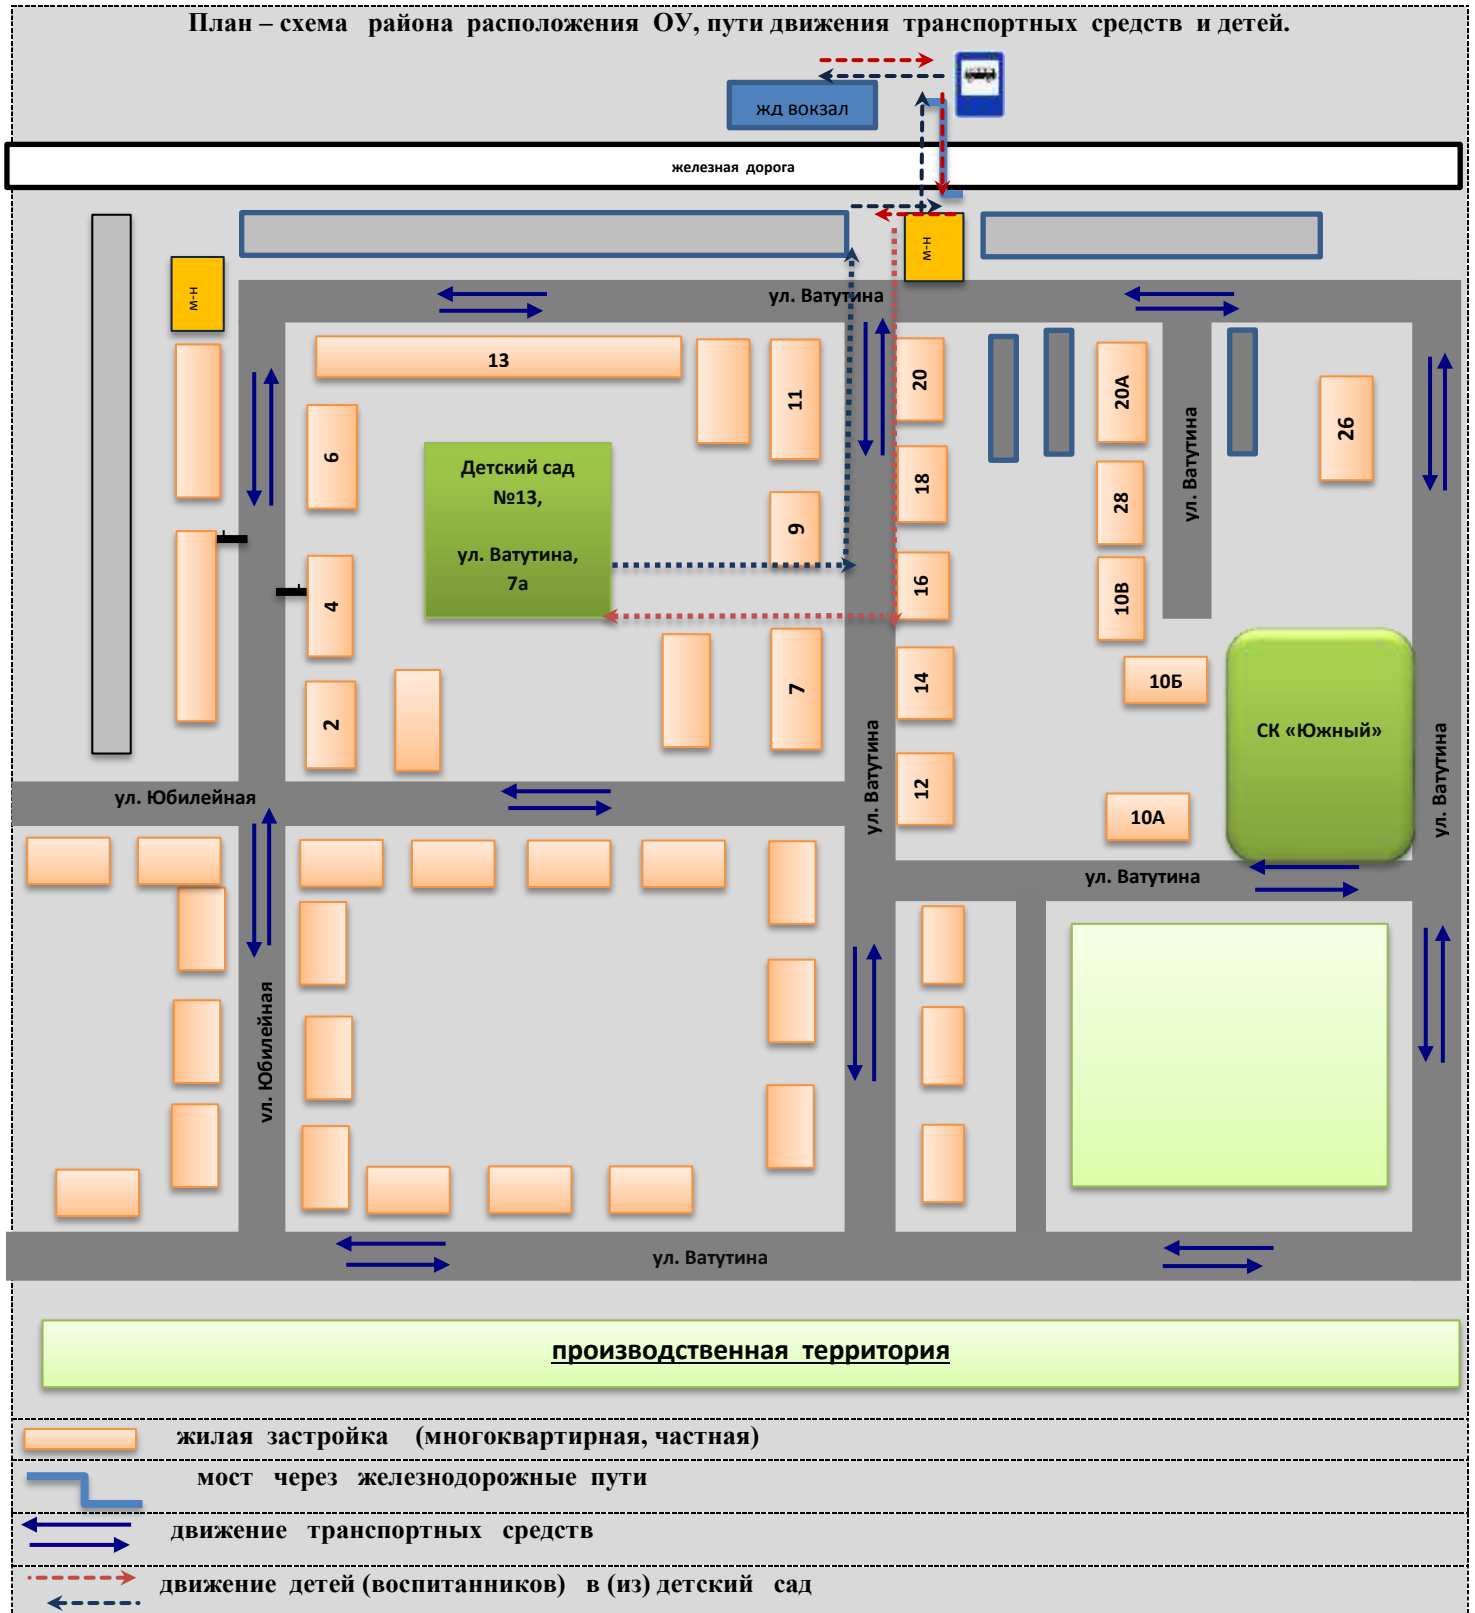 План – схема района расположения ОУ, пути движения транспортных средств и детей.
жд вокзал
железная дорога
м-н
м-н
ул. Ватутина
13
11
20
20А
26
6
18
28
ул. Ватутина
Детский сад
№13,
ул. Ватутина,
7а
9
16
10В
4
14
10Б
2
7
12
10А
СК «Южный»
ул. Ватутина
ул. Ватутина
ул. Юбилейная
ул. Ватутина
ул. Юбилейная
ул. Ватутина
производственная территория
жилая застройка (многоквартирная, частная)
мост через железнодорожные пути
движение транспортных средств
движение детей (воспитанников) в (из) детский сад